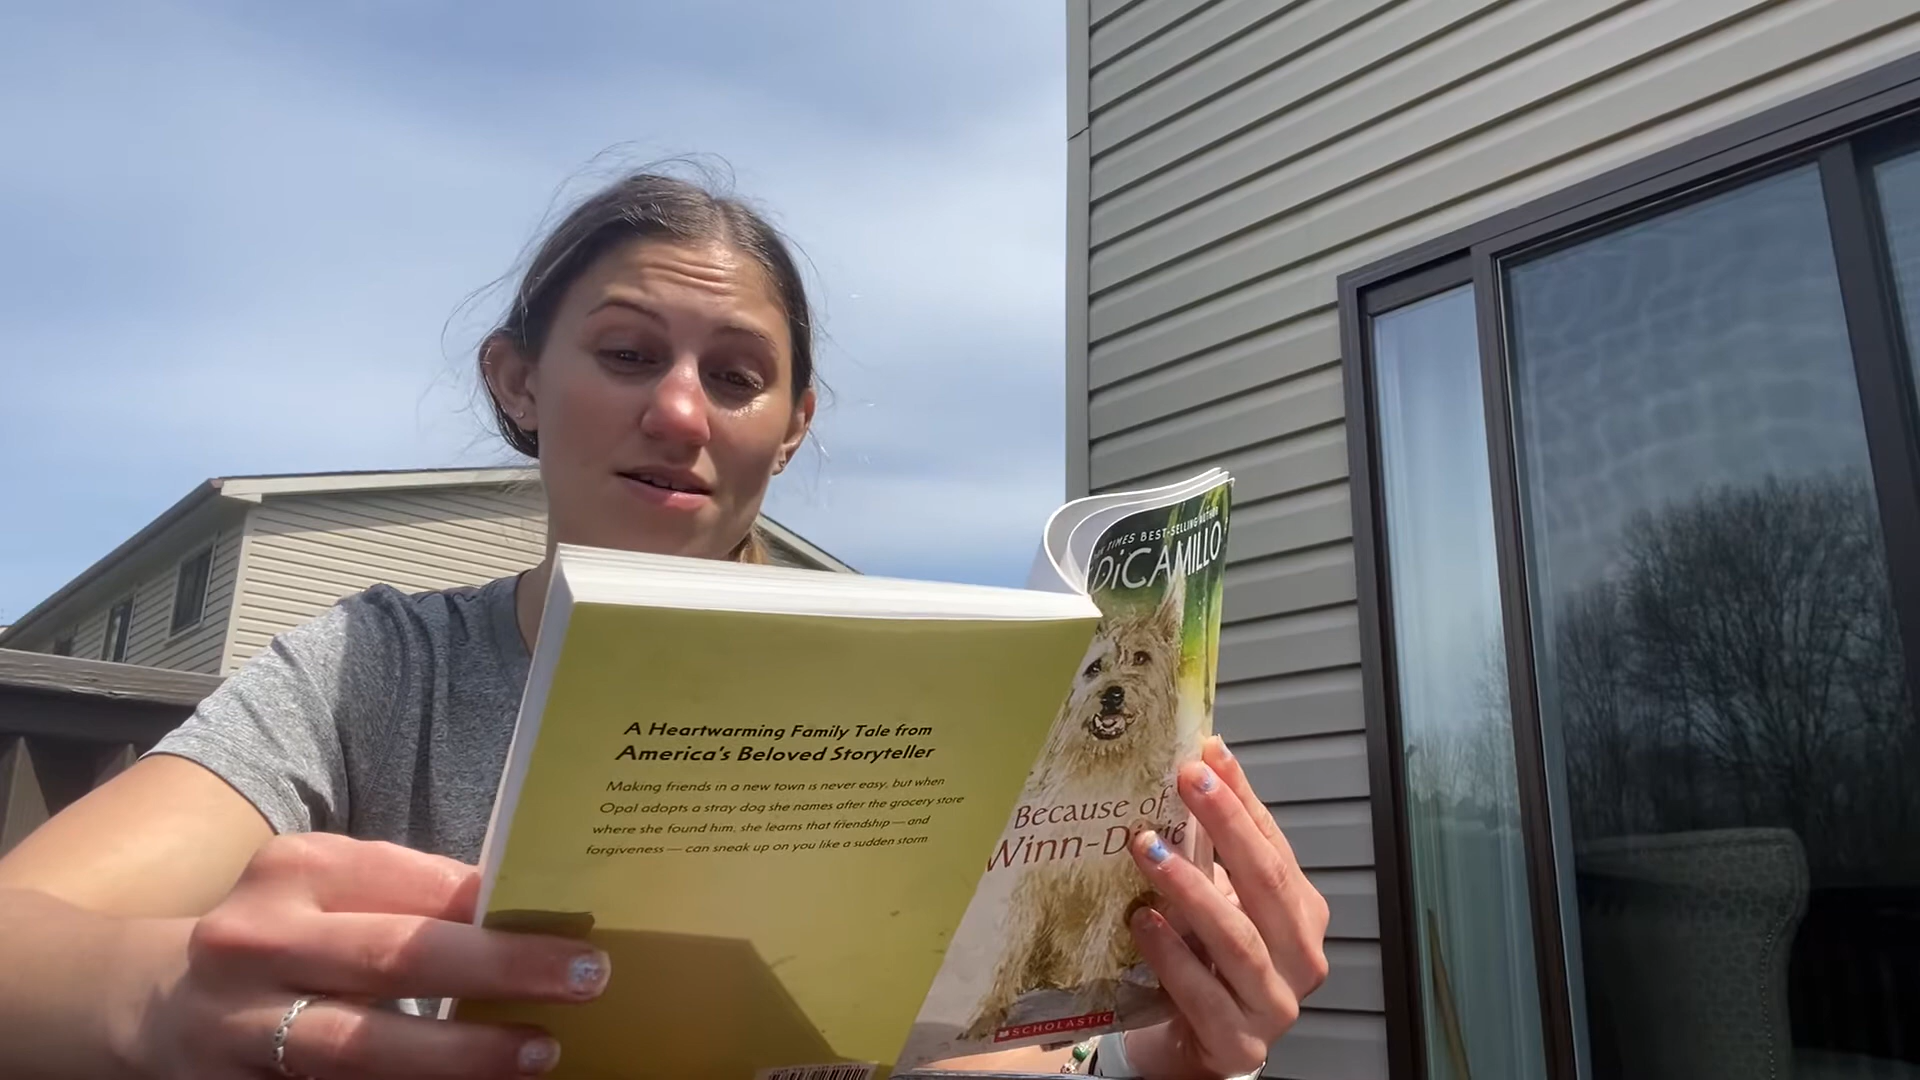 A Heartwarming Family Tale from
America's Beloved Storyteller
Making friends in a new town is never easy, but when
Opal adopts a stray dog she names after the grocery store
where she found him, she learns that friendship — and
forgiveness — can sneak up on you like a sudden storm.
TIMES BEST-SELLING AUTHOR
DiCAMILLO
Because of
Winn-Dixie
SCHOLASTIC